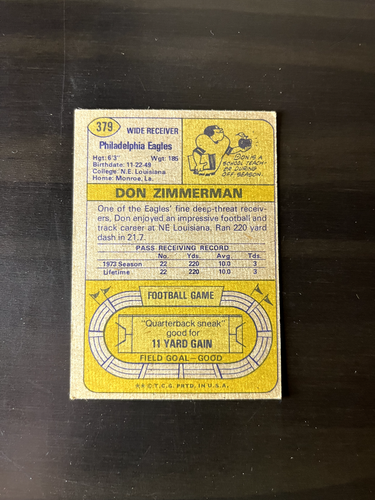 379
WIDE RECEIVER
Philadelphia Eagles
Hgt: 6'3" Wgt: 185
Birthdate: 11-22-49
College: N.E. Louisiana
Home: Monroe, La.
DON IS A
SCHOOL TEACH-
ER DURING
OFF-SEASON.
DON ZIMMERMAN
One of the Eagles' fine deep-threat receiv-
ers, Don enjoyed an impressive football and
track career at NE Louisiana. Ran 220 yard
dash in 21.7.
PASS RECEIVING RECORD
No. Yds. Avg. Tds.
1973 Season 22 220 10.0 3
Lifetime 22 220 10.0 3
FOOTBALL GAME
"Quarterback sneak"
good for
11 YARD GAIN
FIELD GOAL—GOOD
© T.C.G. PRTD. IN U.S.A.